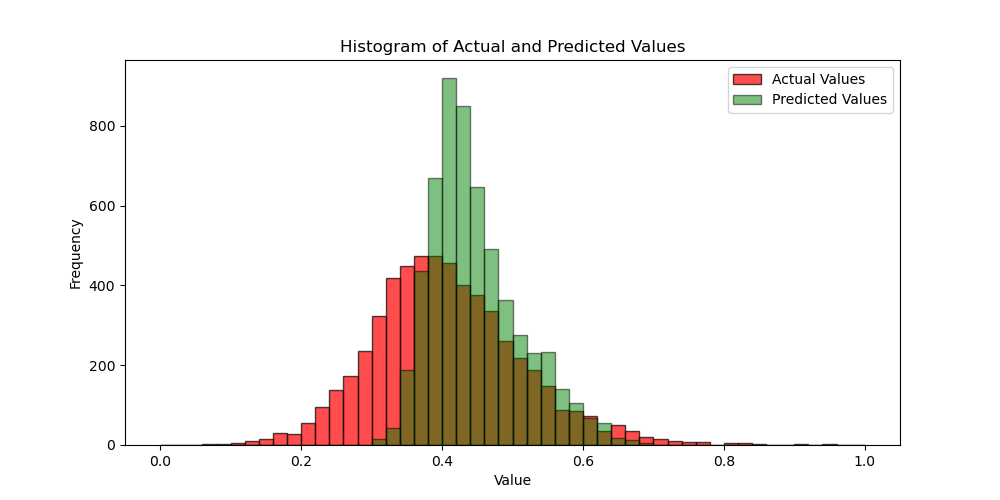 Histogram of Actual and Predicted Values
Actual Values
Predicted Values
Frequency
800
600
400
200
0
0.0 0.2 0.4 0.6 0.8 1.0
Value